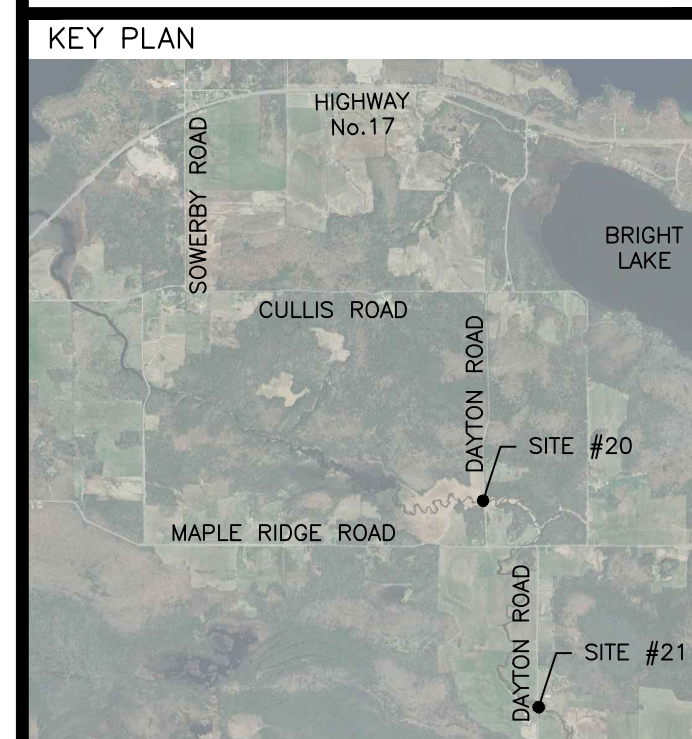 KEY PLAN
HIGHWAY
No.17
SOWERBY ROAD
BRIGHT
LAKE
CULLIS ROAD
DAYTON ROAD
SITE #20
MAPLE RIDGE ROAD
DAYTON ROAD
SITE #21